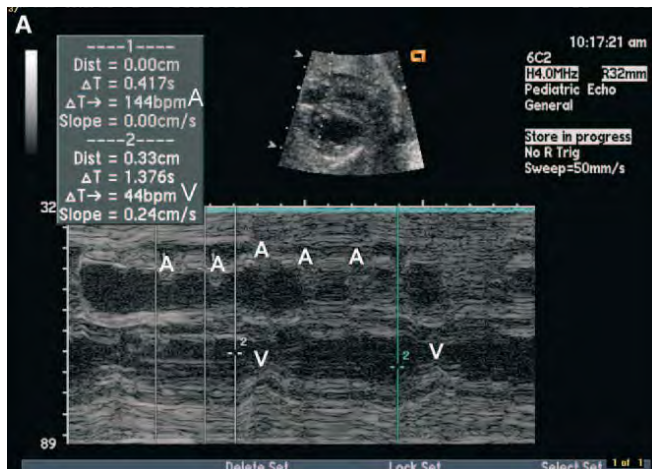 37
A
----1----
Dist = 0.00cm
ΔT = 0.417s
ΔT→ = 144bpm A
Slope = 0.00cm/s
----2----
Dist = 0.33cm
ΔT = 1.376s
ΔT→ = 44bpm V
Slope = 0.24cm/s
10:17:21 am
6C2
H4.0MHz R32mm
Pediatric Echo
General
Store in progress
No R Trig
Sweep=50mm/s
32
A A A A A
2
V V
2
89
Delete Set Lock Set Select Set 1 of 1